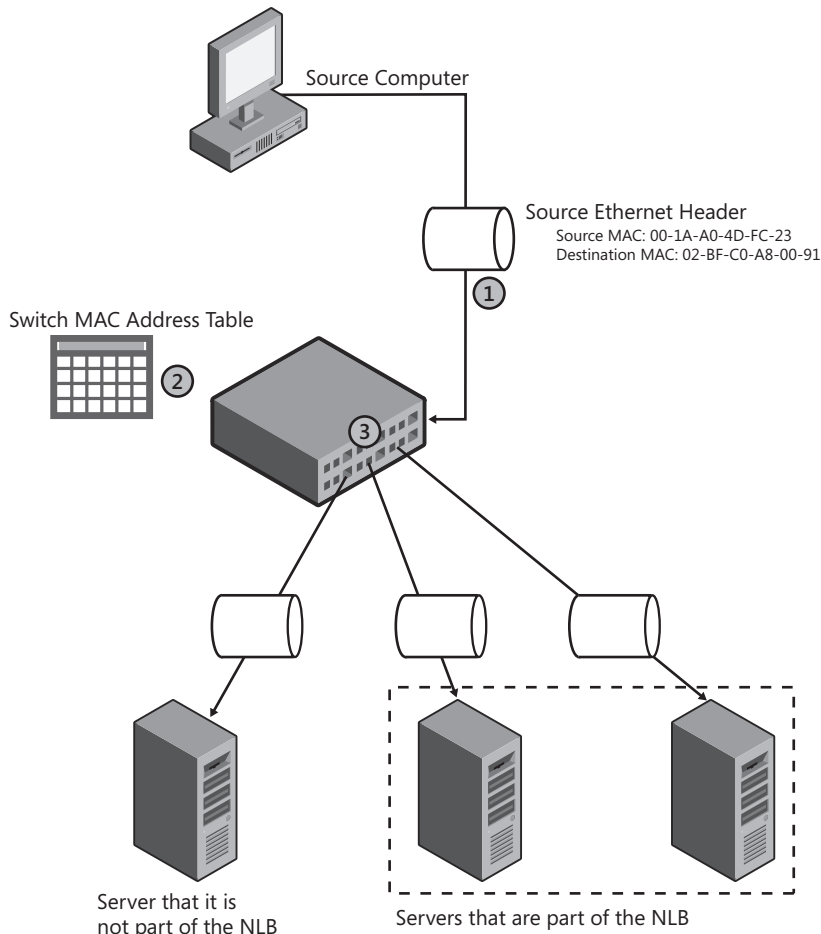 Source Computer
Source Ethernet Header
Source MAC: 00-1A-A0-4D-FC-23
Destination MAC: 02-BF-C0-A8-00-91
1
Switch MAC Address Table
2
3
Server that it is
not part of the NLB
Servers that are part of the NLB